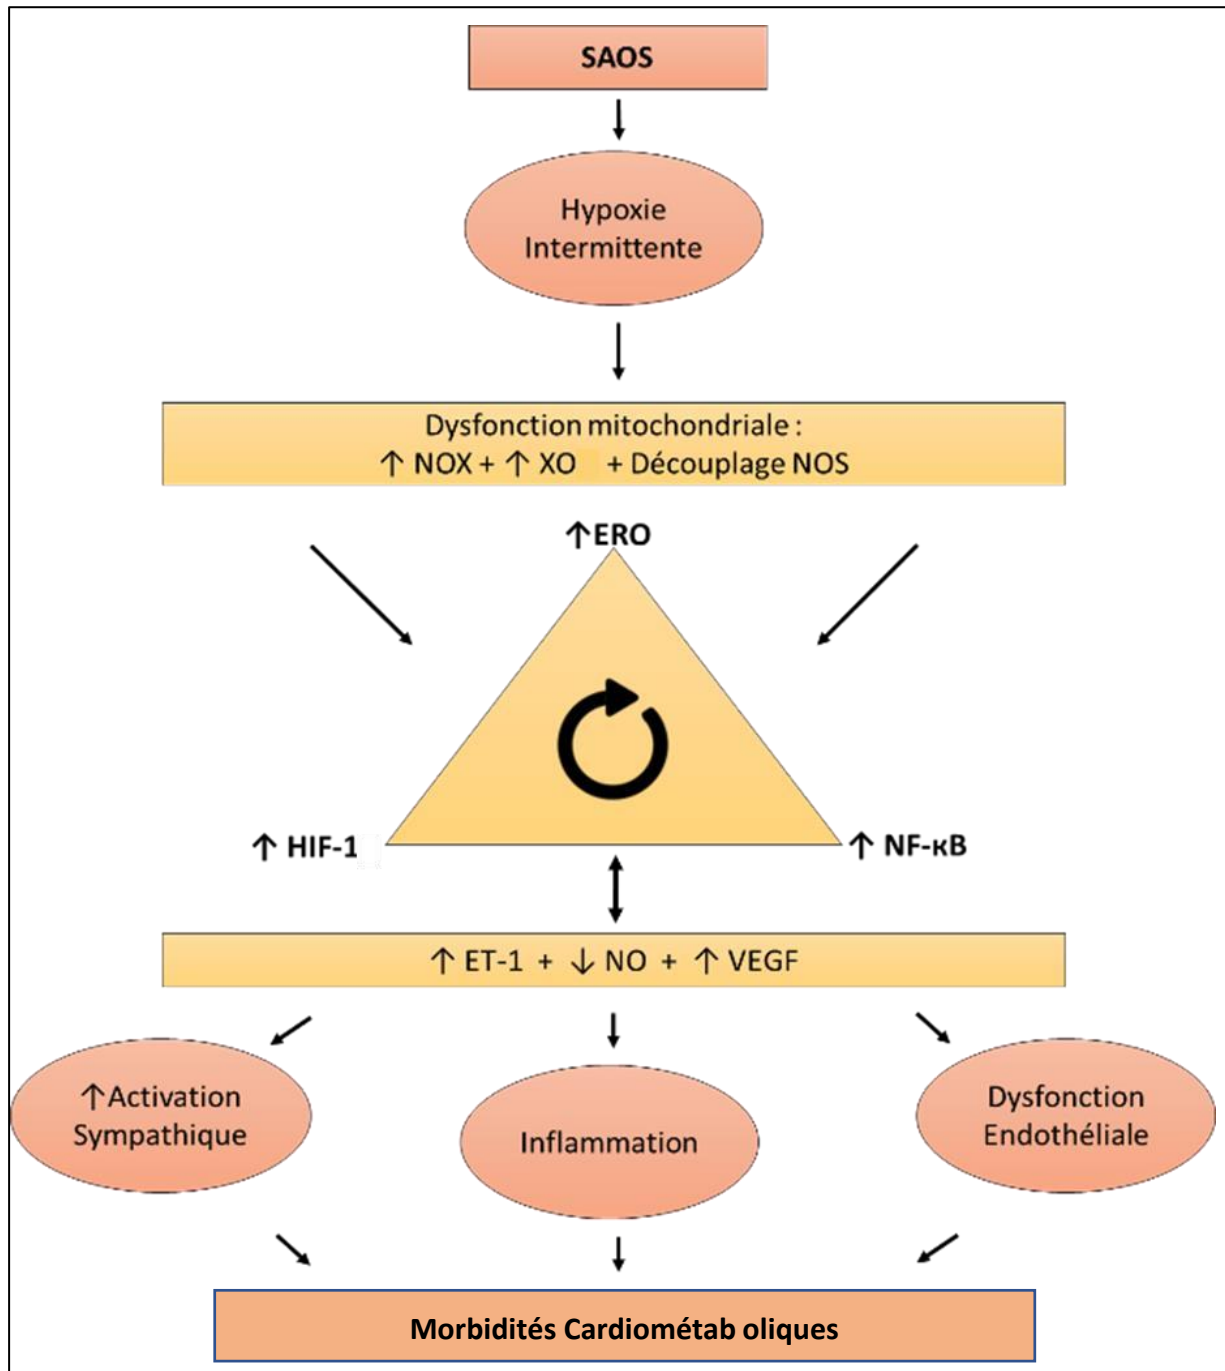 SAOS
Hypoxie
Intermittente
Dysfonction mitochondriale :
↑ NOX + ↑ XO + Découplage NOS
↑ERO
↑ HIF-1
↑ NF-κB
↑ ET-1 + ↓ NO + ↑ VEGF
↑Activation
Sympathique
Inflammation
Dysfonction
Endothéliale
Morbidités Cardiométab oliques